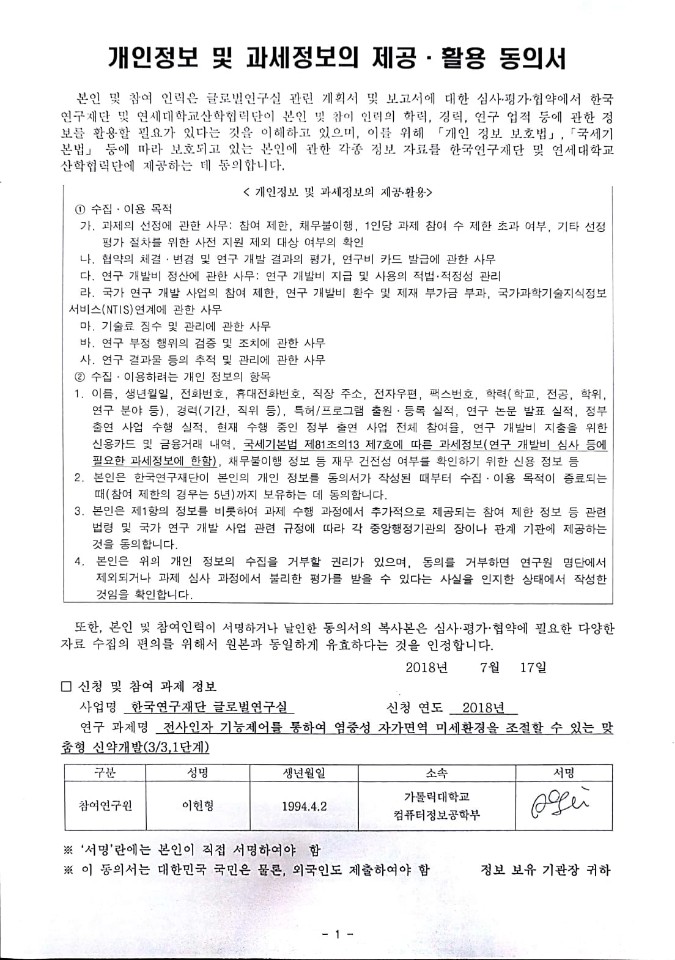 개인정보 및 과세정보의 제공 · 활용 동의서
본인 및 참여 인력은 글로벌연구실 관련 계획서 및 보고서에 대한 심사·평가·협약에서 한국
연구재단 및 연세대학교산학협력단이 본인 및 참여 인력의 학력, 경력, 연구 업적 등에 관한 정
보를 활용할 필요가 있다는 것을 이해하고 있으며, 이를 위해 「개인 정보 보호법」, 「국세기
본법」 등에 따라 보호되고 있는 본인에 관한 각종 정보 자료를 한국연구재단 및 연세대학교
산학협력단에 제공하는 데 동의합니다.
< 개인정보 및 과세정보의 제공·활용>
① 수집 · 이용 목적
가. 과제의 선정에 관한 사무: 참여 제한, 채무불이행, 1인당 과제 참여 수 제한 초과 여부, 기타 선정
평가 절차를 위한 사전 지원 제외 대상 여부의 확인
나. 협약의 체결 · 변경 및 연구 개발 결과의 평가, 연구비 카드 발급에 관한 사무
다. 연구 개발비 정산에 관한 사무: 연구 개발비 지급 및 사용의 적법·적정성 관리
라. 국가 연구 개발 사업의 참여 제한, 연구 개발비 환수 및 제재 부가금 부과, 국가과학기술지식정보
서비스(NTIS)연계에 관한 사무
마. 기술료 징수 및 관리에 관한 사무
바. 연구 부정 행위의 검증 및 조치에 관한 사무
사. 연구 결과물 등의 추적 및 관리에 관한 사무
② 수집 · 이용하려는 개인 정보의 항목
1. 이름, 생년월일, 전화번호, 휴대전화번호, 직장 주소, 전자우편, 팩스번호, 학력(학교, 전공, 학위,
연구 분야 등), 경력(기간, 직위 등), 특허/프로그램 출원 · 등록 실적, 연구 논문 발표 실적, 정부
출연 사업 수행 실적, 현재 수행 중인 정부 출연 사업 전체 참여율, 연구 개발비 지출을 위한
신용카드 및 금융거래 내역, 국세기본법 제81조의13 제7호에 따른 과세정보(연구 개발비 심사 등에
필요한 과세정보에 한함), 채무불이행 정보 등 재무 건전성 여부를 확인하기 위한 신용 정보 등
2. 본인은 한국연구재단이 본인의 개인 정보를 동의서가 작성된 때부터 수집 · 이용 목적이 종료되는
때(참여 제한의 경우는 5년)까지 보유하는 데 동의합니다.
3. 본인은 제1항의 정보를 비롯하여 과제 수행 과정에서 추가적으로 제공되는 참여 제한 정보 등 관련
법령 및 국가 연구 개발 사업 관련 규정에 따라 각 중앙행정기관의 장이나 관계 기관에 제공하는
것을 동의합니다.
4. 본인은 위의 개인 정보의 수집을 거부할 권리가 있으며, 동의를 거부하면 연구원 명단에서
제외되거나 과제 심사 과정에서 불리한 평가를 받을 수 있다는 사실을 인지한 상태에서 작성한
것임을 확인합니다.
또한, 본인 및 참여인력이 서명하거나 날인한 동의서의 복사본은 심사·평가·협약에 필요한 다양한
자료 수집의 편의를 위해서 원본과 동일하게 유효하다는 것을 인정합니다.
2018년 7월 17일
□ 신청 및 참여 과제 정보
사업명 한국연구재단 글로벌연구실 신청 연도 2018년
연구 과제명 전사인자 기능제어를 통하여 염증성 자가면역 미세환경을 조절할 수 있는 맞
춤형 신약개발(3/3,1단계)
구분 성명 생년월일 소속 서명
참여연구원 이헌형 1994.4.2 가톨릭대학교
컴퓨터정보공학부
※ '서명'란에는 본인이 직접 서명하여야 함
※ 이 동의서는 대한민국 국민은 물론, 외국인도 제출하여야 함 정보 보유 기관장 귀하
- 1 -